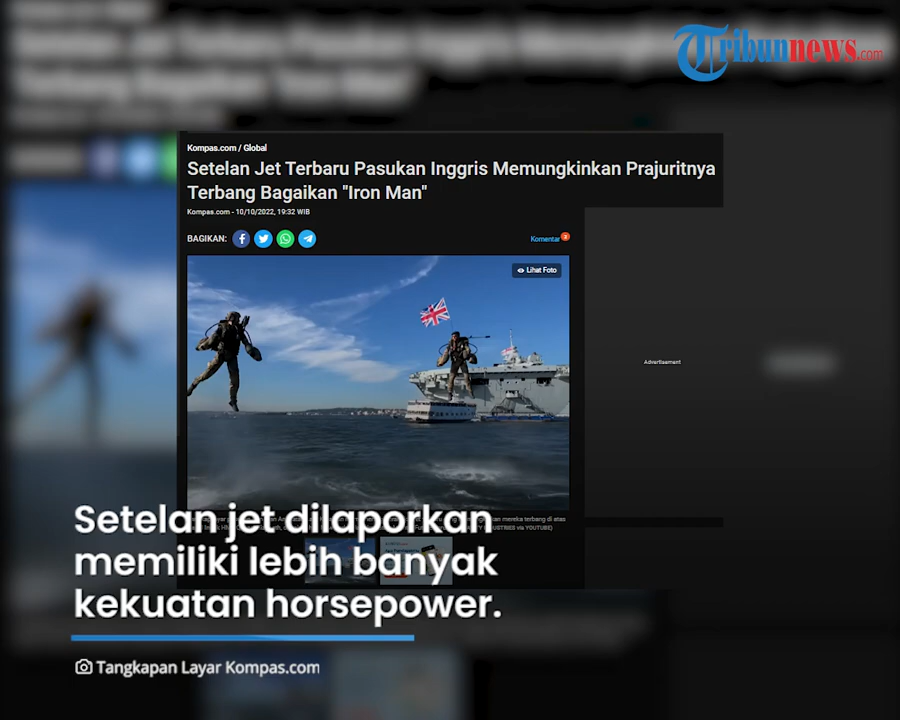 Tribunnews.com
Kompas.com / Global
Setelan Jet Terbaru Pasukan Inggris Memungkinkan Prajuritnya
Terbang Bagaikan "Iron Man"
Kompas.com - 10/10/2022, 19:32 WIB
BAGIKAN:
Komentar
Lihat Foto
Advertisement
Setelan jet dilaporkan
memiliki lebih banyak
kekuatan horsepower.
Tangkapan Layar Kompas.com